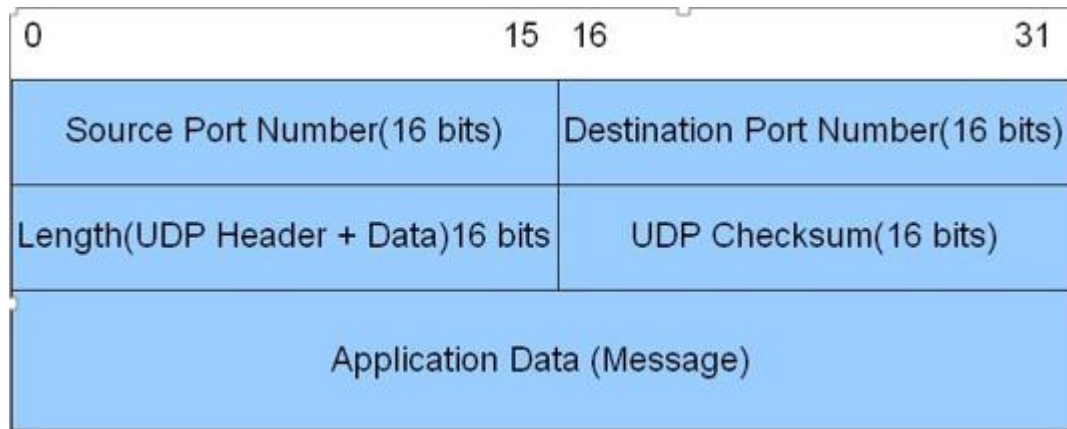 0 15 16 31
Source Port Number(16 bits) Destination Port Number(16 bits)
Length(UDP Header + Data)16 bits UDP Checksum(16 bits)
Application Data (Message)